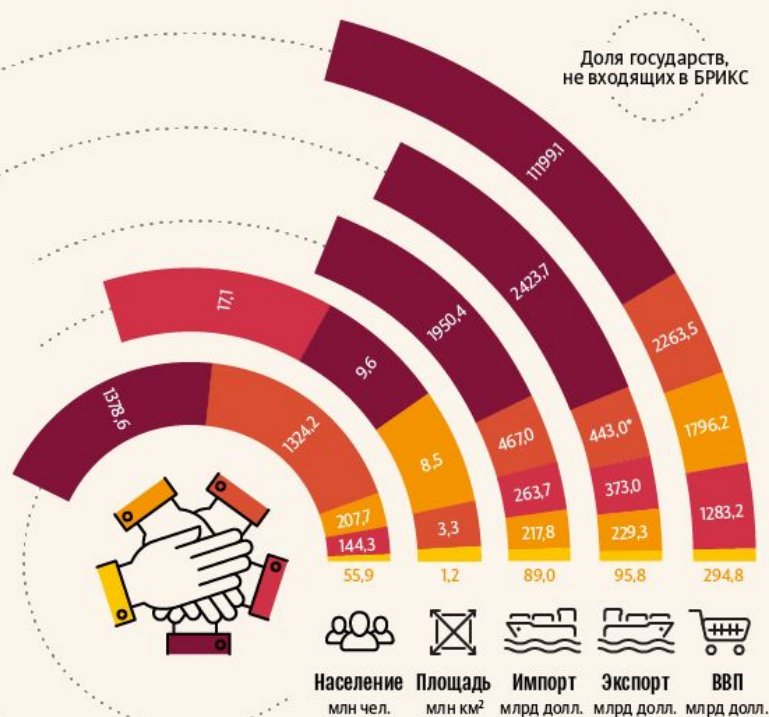 Доля государств,
не входящих в БРИКС
11199,1
2263,5
1796,2
1283,2
294,8
2423,7
443,0*
373,0
229,3
95,8
1950,4
467,0
263,7
217,8
89,0
17,1
9,6
8,5
3,3
1,2
1378,6
1324,2
207,7
144,3
55,9
Население
млн чел.
Площадь
млн км²
Импорт
млрд долл.
Экспорт
млрд долл.
ВВП
млрд долл.